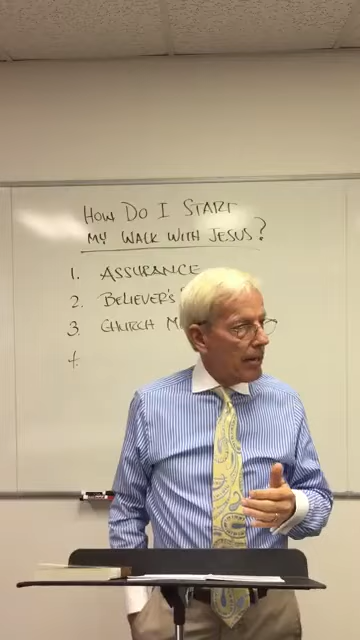 HOW DO I START
MY WALK WITH JESUS?
1. ASSURANCE
2. BELIEVER'S
3. CHURCH M
4.